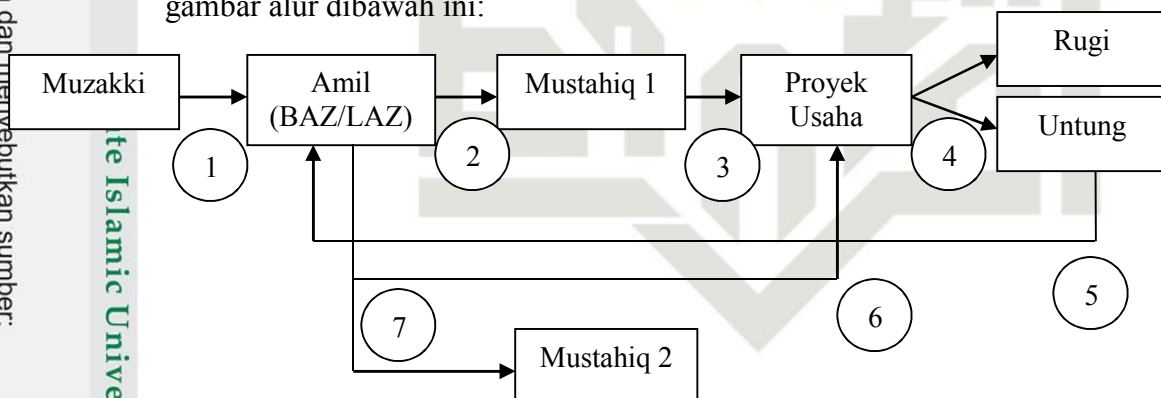 gambar alur dibawah ini:
Muzakki
Amil
(BAZ/LAZ)
Mustahiq 1
Proyek
Usaha
Rugi
Untung
1
2
3
4
5
6
7
Mustahiq 2
dan menyebutkan sumber:
te Islamic Unive